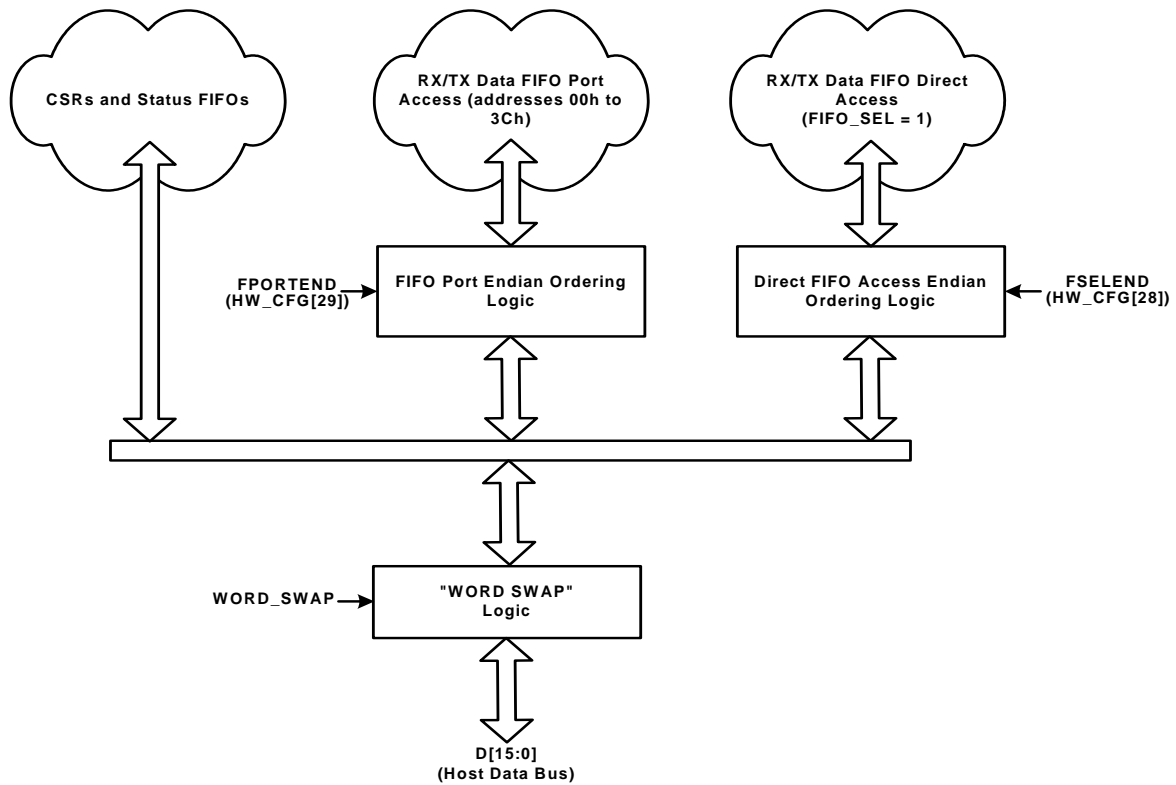 CSRs and Status FIFOs
RX/TX Data FIFO Port
Access (addresses 00h to
3Ch)
RX/TX Data FIFO Direct
Access
(FIFO_SEL = 1)
FPORTEND
(HW_CFG[29])
FIFO Port Endian Ordering
Logic
Direct FIFO Access Endian
Ordering Logic
FSELEND
(HW_CFG[28])
WORD_SWAP
"WORD SWAP"
Logic
D[15:0]
(Host Data Bus)